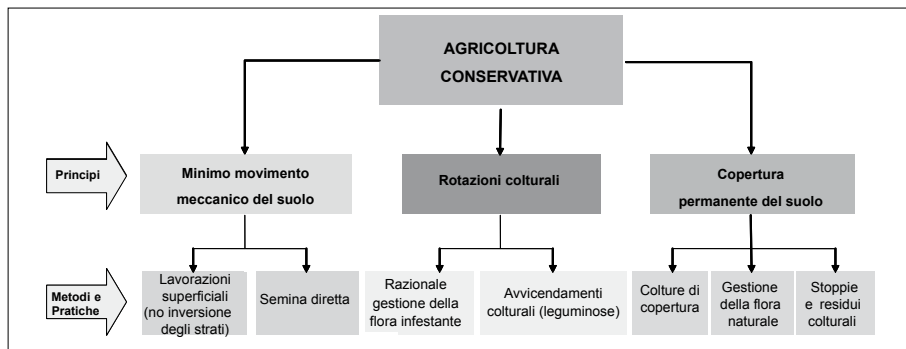 AGRICOLTURA
CONSERVATIVA
Principi
Minimo movimento
meccanico del suolo
Rotazioni colturali
Copertura
permanente del suolo
Metodi e
Pratiche
Lavorazioni
superficiali
(no inversione
degli strati)
Semina diretta
Razionale
gestione della
flora infestante
Avvicendamenti
colturali (leguminose)
Colture di
copertura
Gestione
della flora
naturale
Stoppie
e residui
colturali